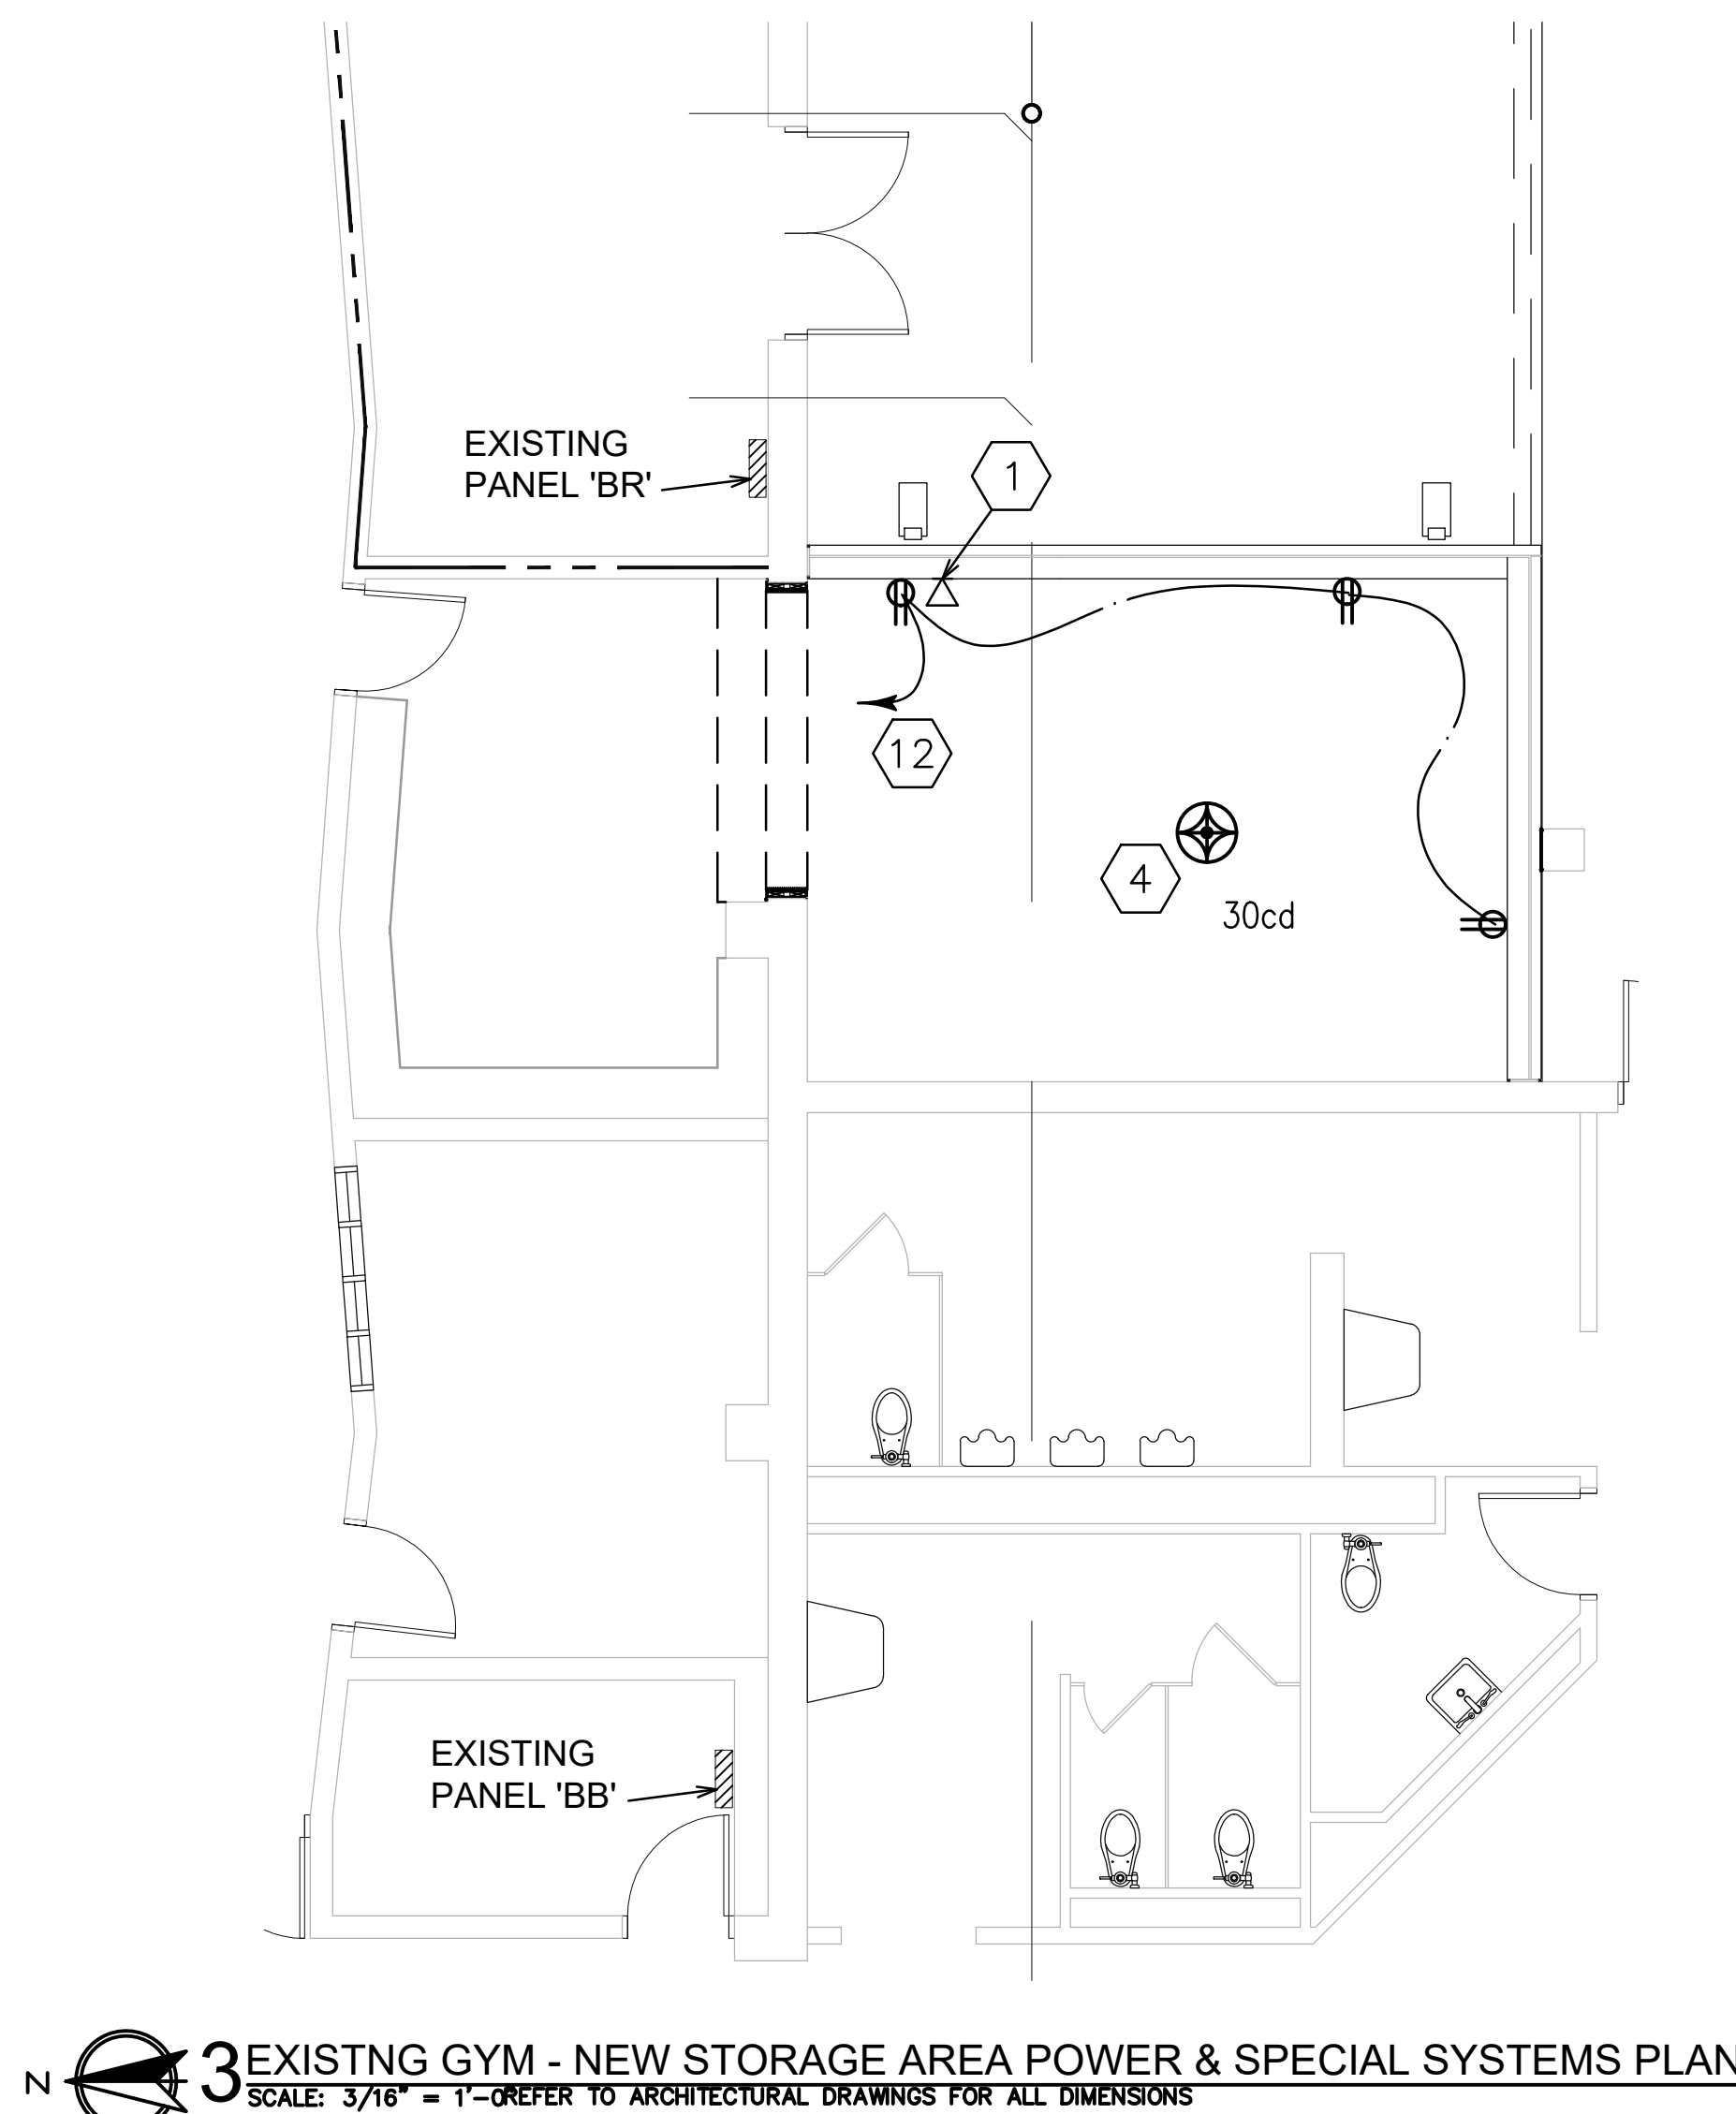 EXISTING
PANEL 'BR'
1
12
4
30cd
EXISTING
PANEL 'BB'
N
3 EXISTNG GYM - NEW STORAGE AREA POWER & SPECIAL SYSTEMS PLAN
SCALE: 3/16" = 1'-0" REFER TO ARCHITECTURAL DRAWINGS FOR ALL DIMENSIONS